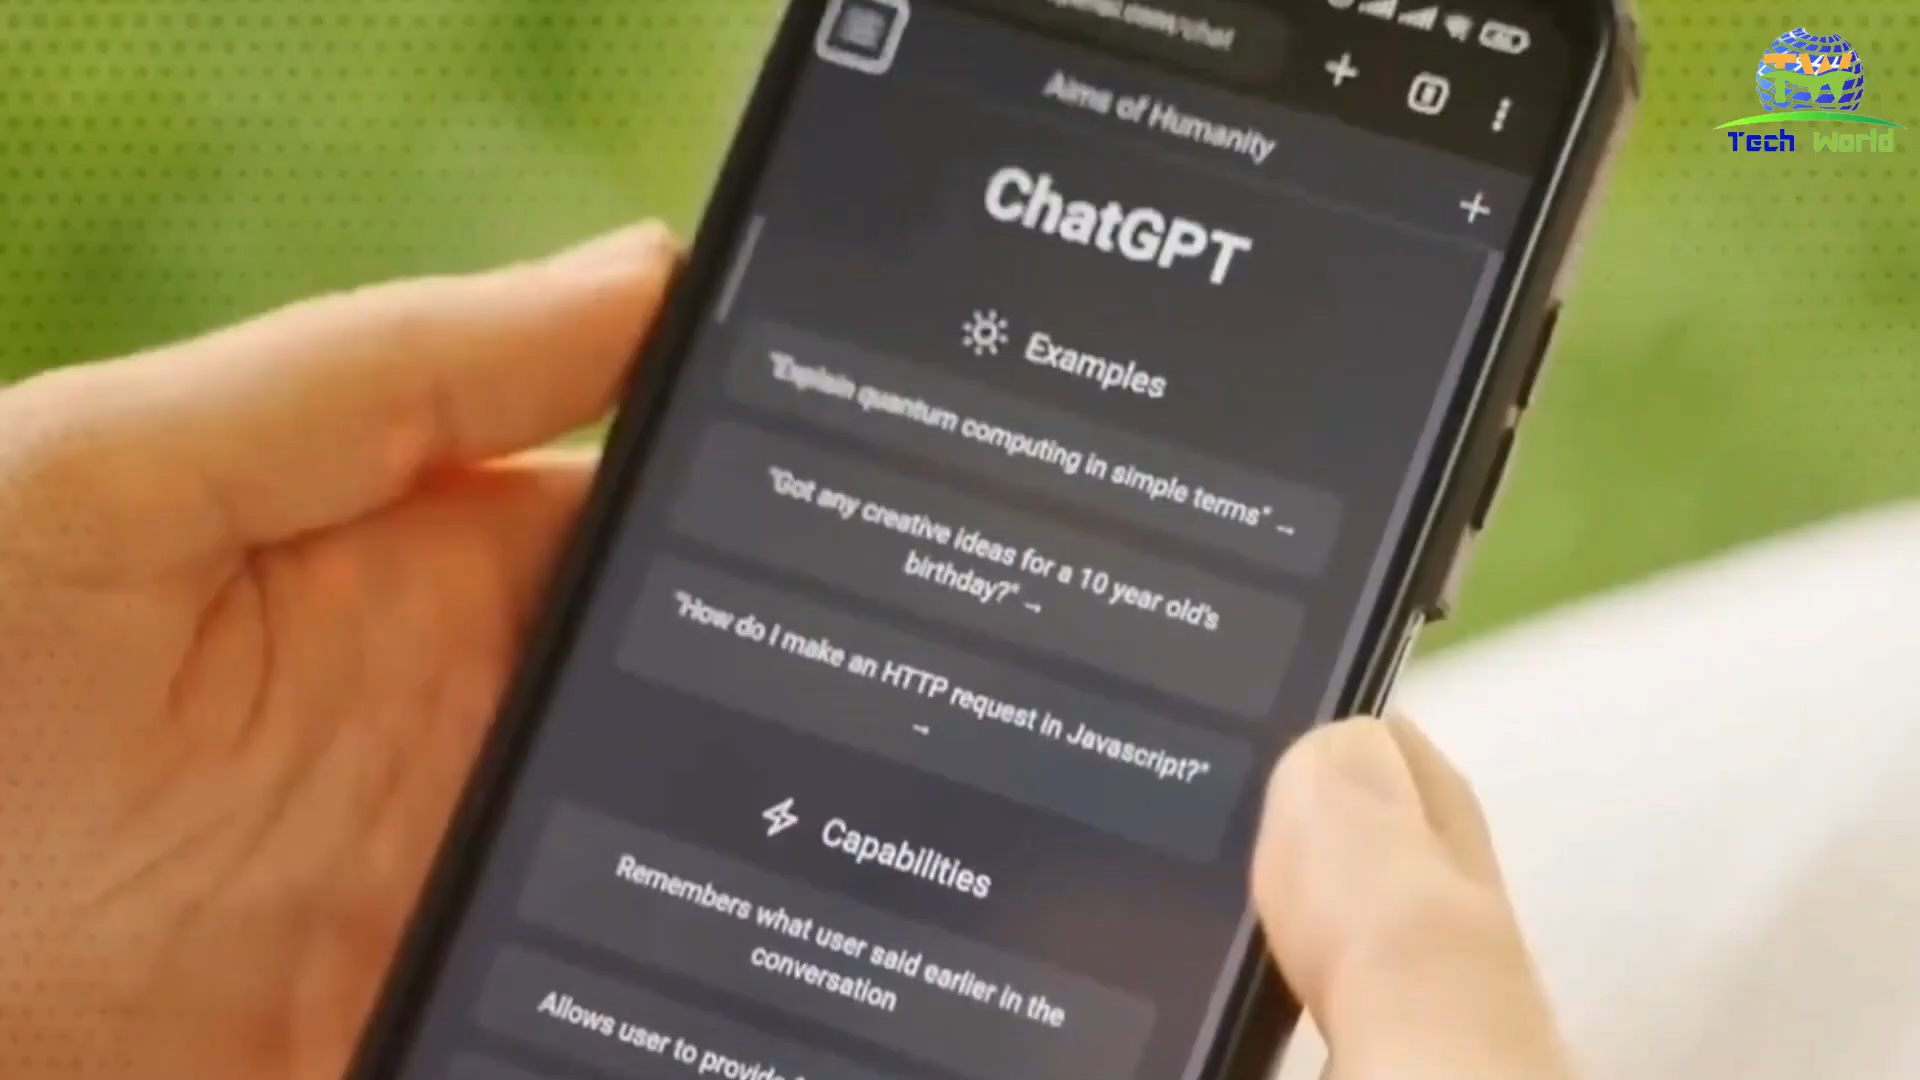 TW
Tech World
Aims of Humanity
ChatGPT
Examples
"Explain quantum computing in simple terms" →
"Got any creative ideas for a 10 year old's
birthday?" →
"How do I make an HTTP request in Javascript?"
→
Capabilities
Remembers what user said earlier in the
conversation
Allows user to provide